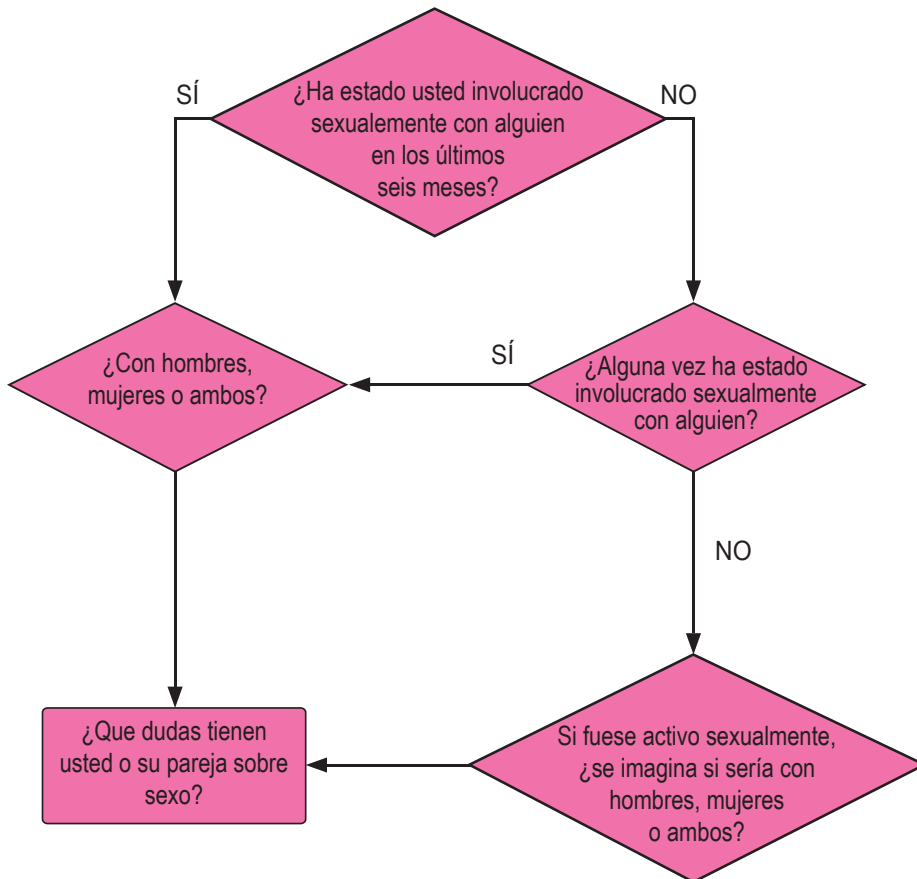 ¿Ha estado usted involucrado
sexualemente con alguien
en los últimos
seis meses?
SÍ
NO
¿Con hombres,
mujeres o ambos?
SÍ
¿Alguna vez ha estado
involucrado sexualmente
con alguien?
NO
¿Que dudas tienen
usted o su pareja sobre
sexo?
Si fuese activo sexualmente,
¿se imagina si sería con
hombres, mujeres
o ambos?